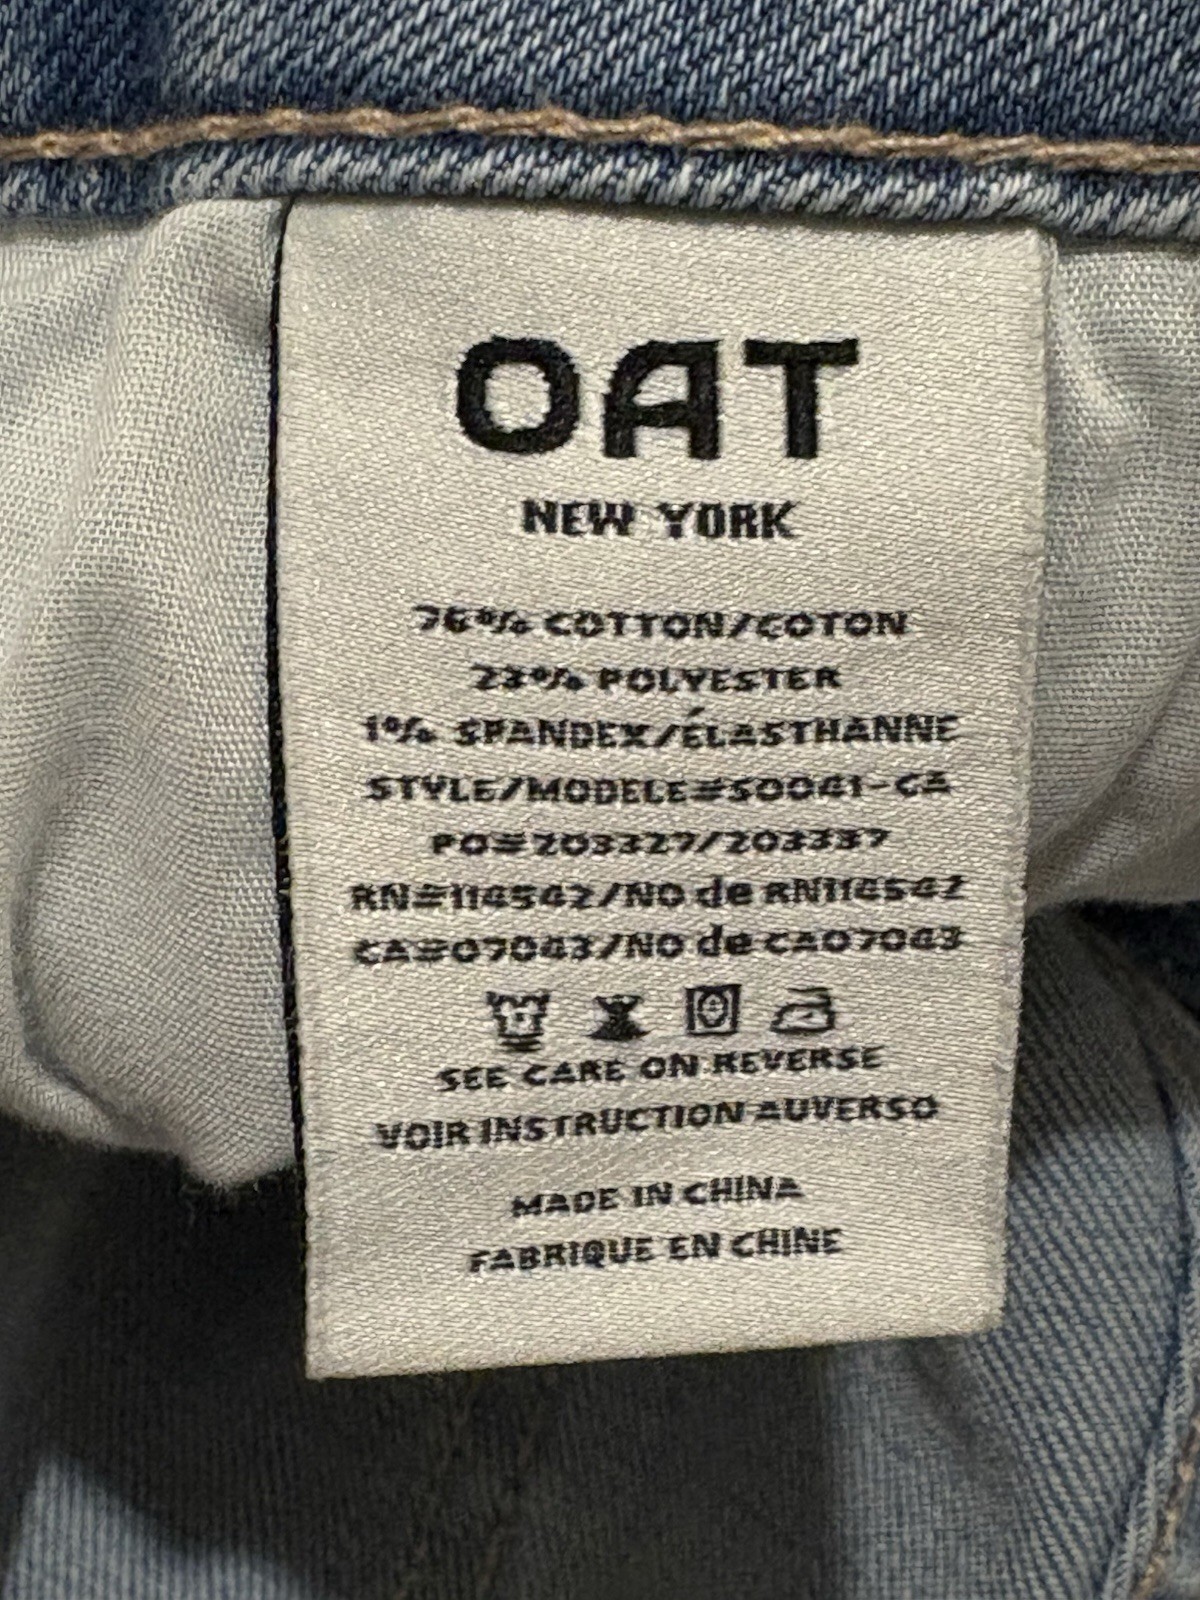 OAT
NEW YORK
76% COTTON/COTON
23% POLYESTER
1% SPANDEX/ÉLASTHANNE
STYLE/MODELE#S0041-CA
PO#203327/203337
RN#114542/NO de RN114542
CA#07043/NO de CA07043
SEE CARE ON REVERSE
VOIR INSTRUCTION AUVERSO
MADE IN CHINA
FABRIQUE EN CHINE